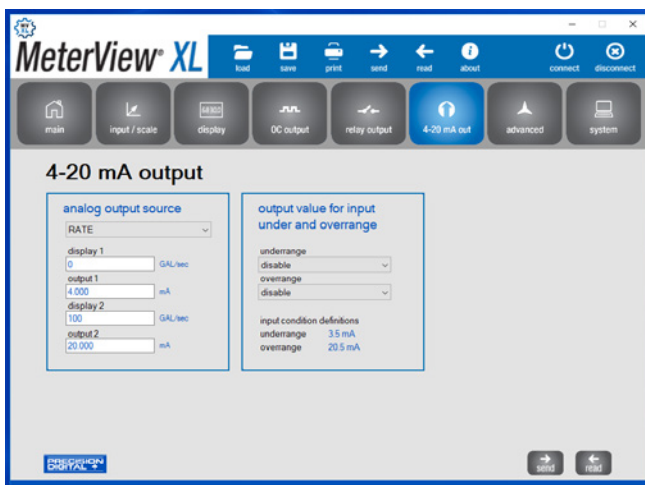 MeterView® XL
load save print send read about connect disconnect
main input / scale display OC output relay output 4-20 mA out advanced system
4-20 mA output
analog output source
RATE
display 1
0 GAL/sec
output 1
4.000 mA
display 2
100 GAL/sec
output 2
20.000 mA
output value for input
under and overrange
underrange
disable
overrange
disable
input condition definitions
underrange 3.5 mA
overrange 20.5 mA
PRECISION
DIGITAL
send read